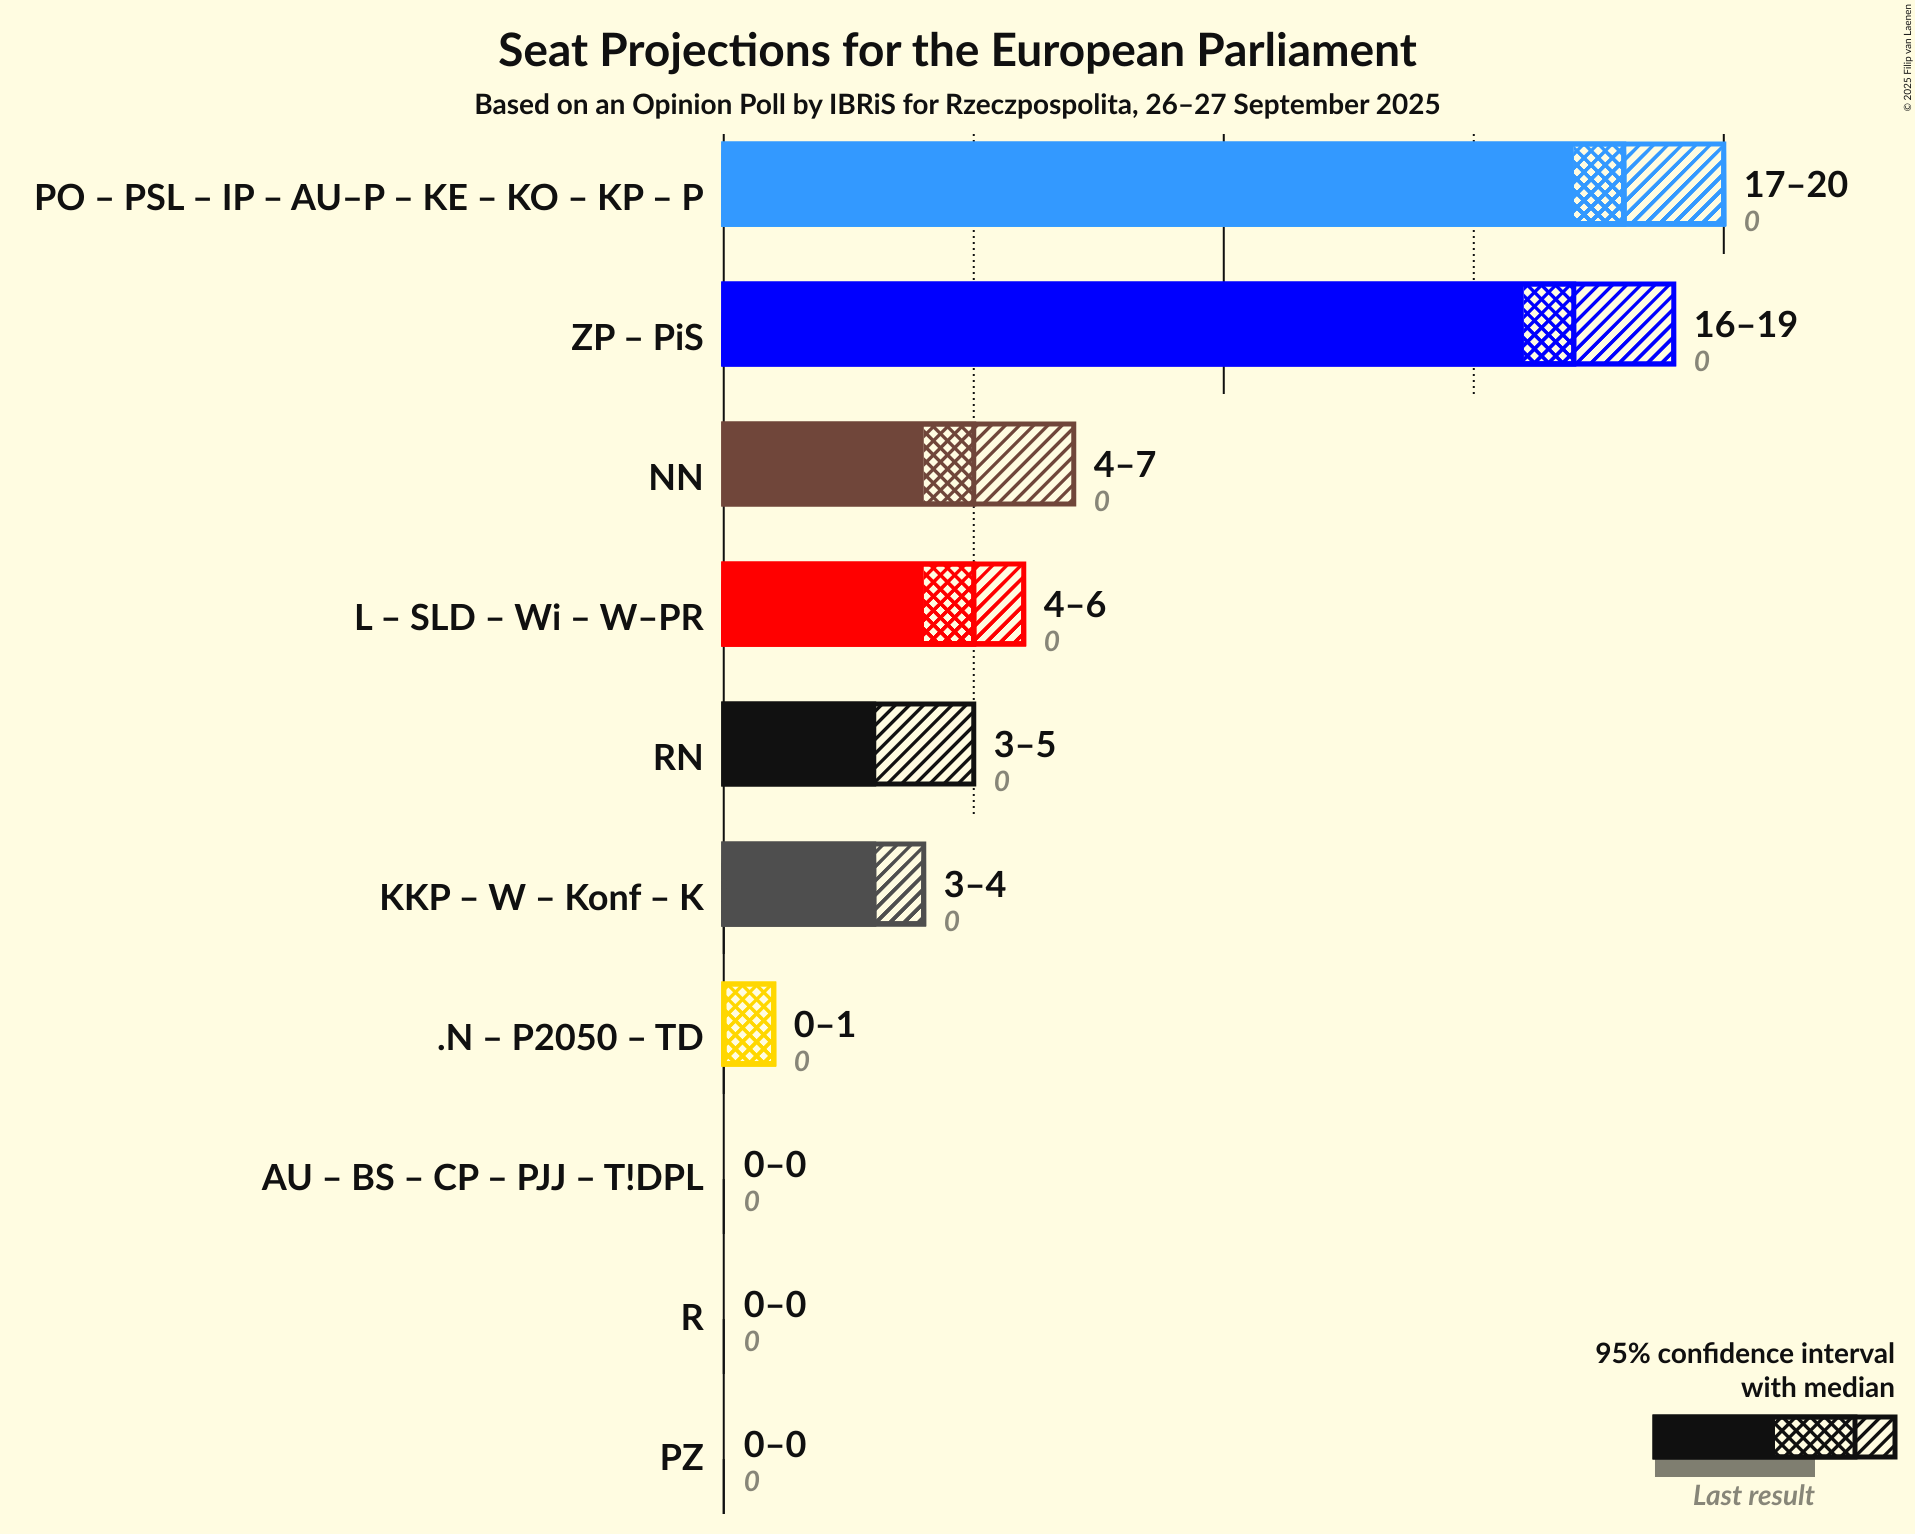 Seat Projections for the European Parliament
Based on an Opinion Poll by IBRiS for Rzeczpospolita, 26–27 September 2025
© 2025 Filip van Laenen
PO – PSL – IP – AU–P – KE – KO – KP – P
17–20
0
ZP – PiS
16–19
0
NN
4–7
0
L – SLD – Wi – W–PR
4–6
0
RN
3–5
0
KKP – W – Konf – K
3–4
0
.N – P2050 – TD
0–1
0
AU – BS – CP – PJJ – T!DPL
0–0
0
R
0–0
0
PZ
0–0
0
95% confidence interval
with median
Last result